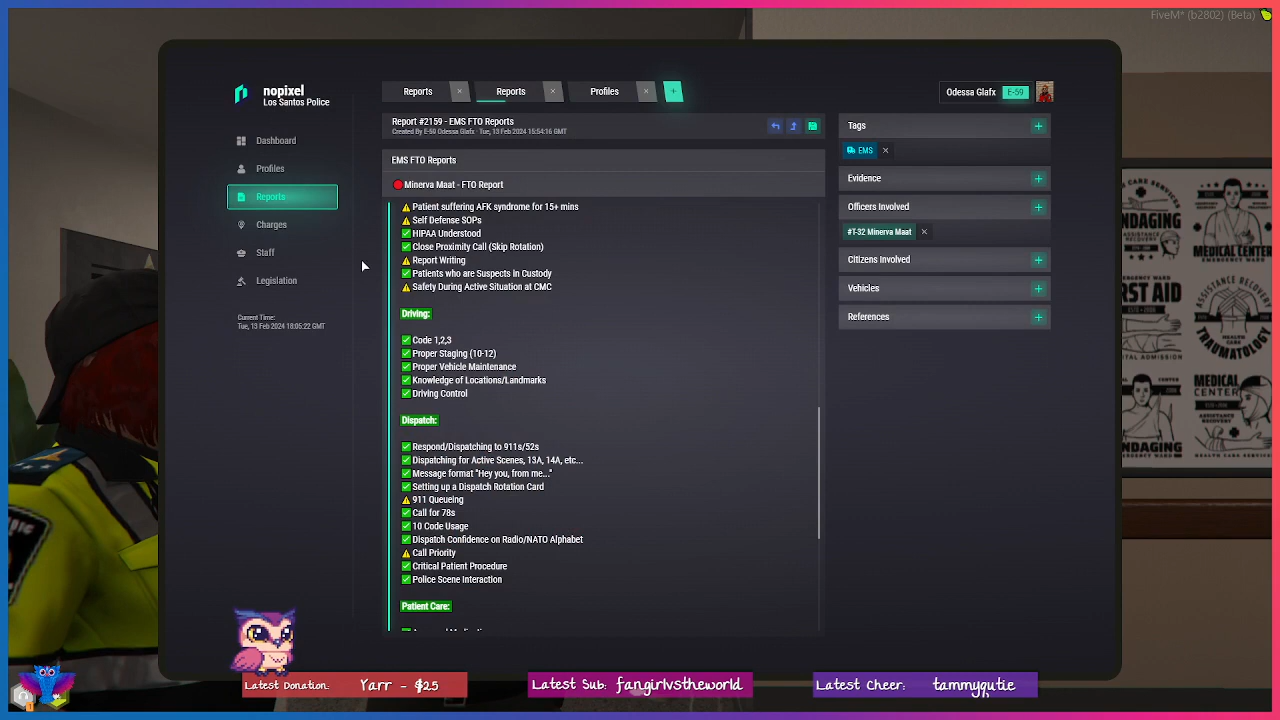 FiveM* (b2802) (Beta)
nopixel
Los Santos Police
Reports
Reports
Profiles
Odessa Glafx E-59
Dashboard
Profiles
Reports
Charges
Staff
Legislation
Current Time:
Tue, 13 Feb 2024 18:05:22 GMT
Report #2159 - EMS FTO Reports
Created By E-59 Odessa Glafx - Tue, 13 Feb 2024 15:54:16 GMT
EMS FTO Reports
Minerva Maat - FTO Report
Patient suffering AFK syndrome for 15+ mins
Self Defense SOPs
HIPAA Understood
Close Proximity Call (Skip Rotation)
Report Writing
Patients who are Suspects in Custody
Safety During Active Situation at CMC
Driving:
Code 1,2,3
Proper Staging (10-12)
Proper Vehicle Maintenance
Knowledge of Locations/Landmarks
Driving Control
Dispatch:
Respond/Dispatching to 911s/52s
Dispatching for Active Scenes, 13A, 14A, etc...
Message format "Hey you, from me..."
Setting up a Dispatch Rotation Card
911 Queueing
Call for 78s
10 Code Usage
Dispatch Confidence on Radio/NATO Alphabet
Call Priority
Critical Patient Procedure
Police Scene Interaction
Patient Care:
Tags
EMS
Evidence
Officers Involved
#T-32 Minerva Maat
Citizens Involved
Vehicles
References
MEDICAL CENTER
FIRST AID
HEALTH CARE
TRAUMATOLOGY
MEDICAL
CENTER
Latest Donation: Yarr - $25
Latest Sub: fangirlvstheworld
Latest Cheer: tammyqutie